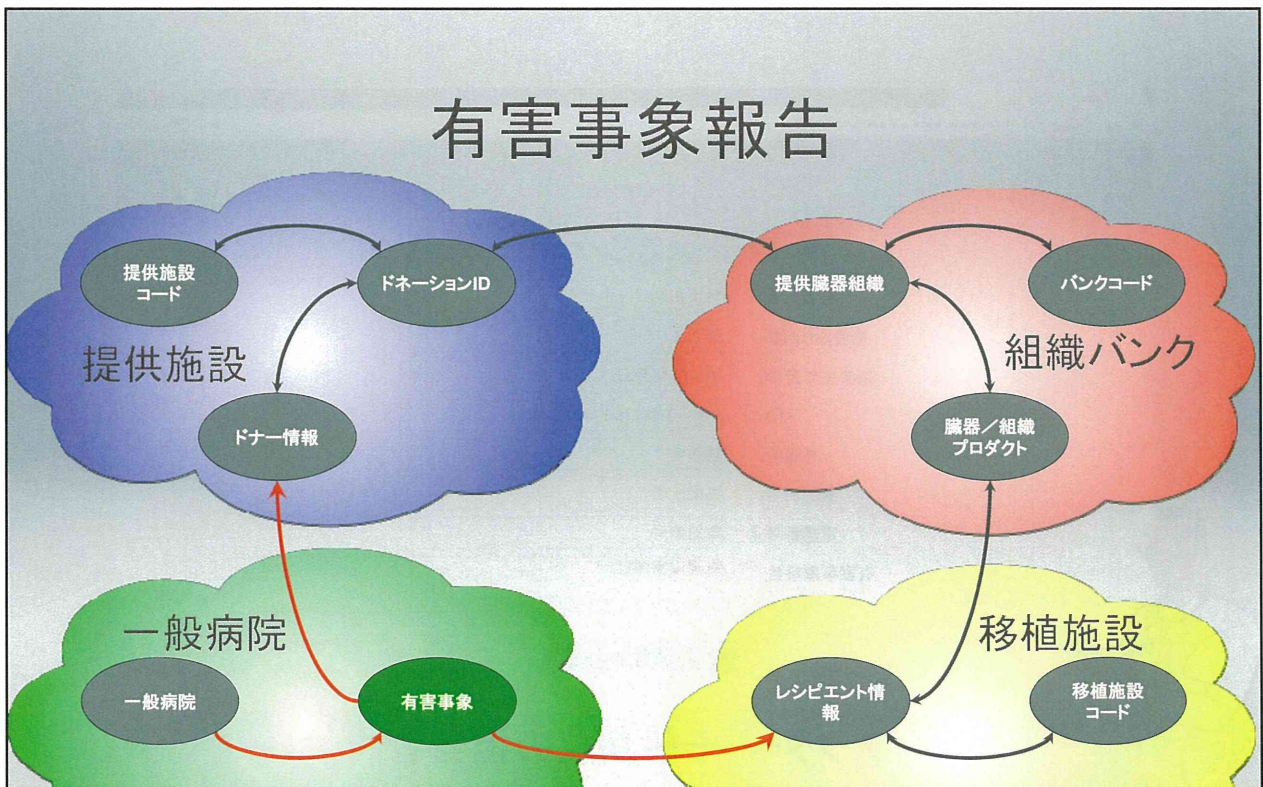 有害事象報告
提供施設
コード
ドネーションID
提供臓器組織
バンクコード
提供施設
組織バンク
ドナー情報
臓器／組織
プロダクト
一般病院
移植施設
一般病院
有害事象
レシピエント情
報
移植施設
コード